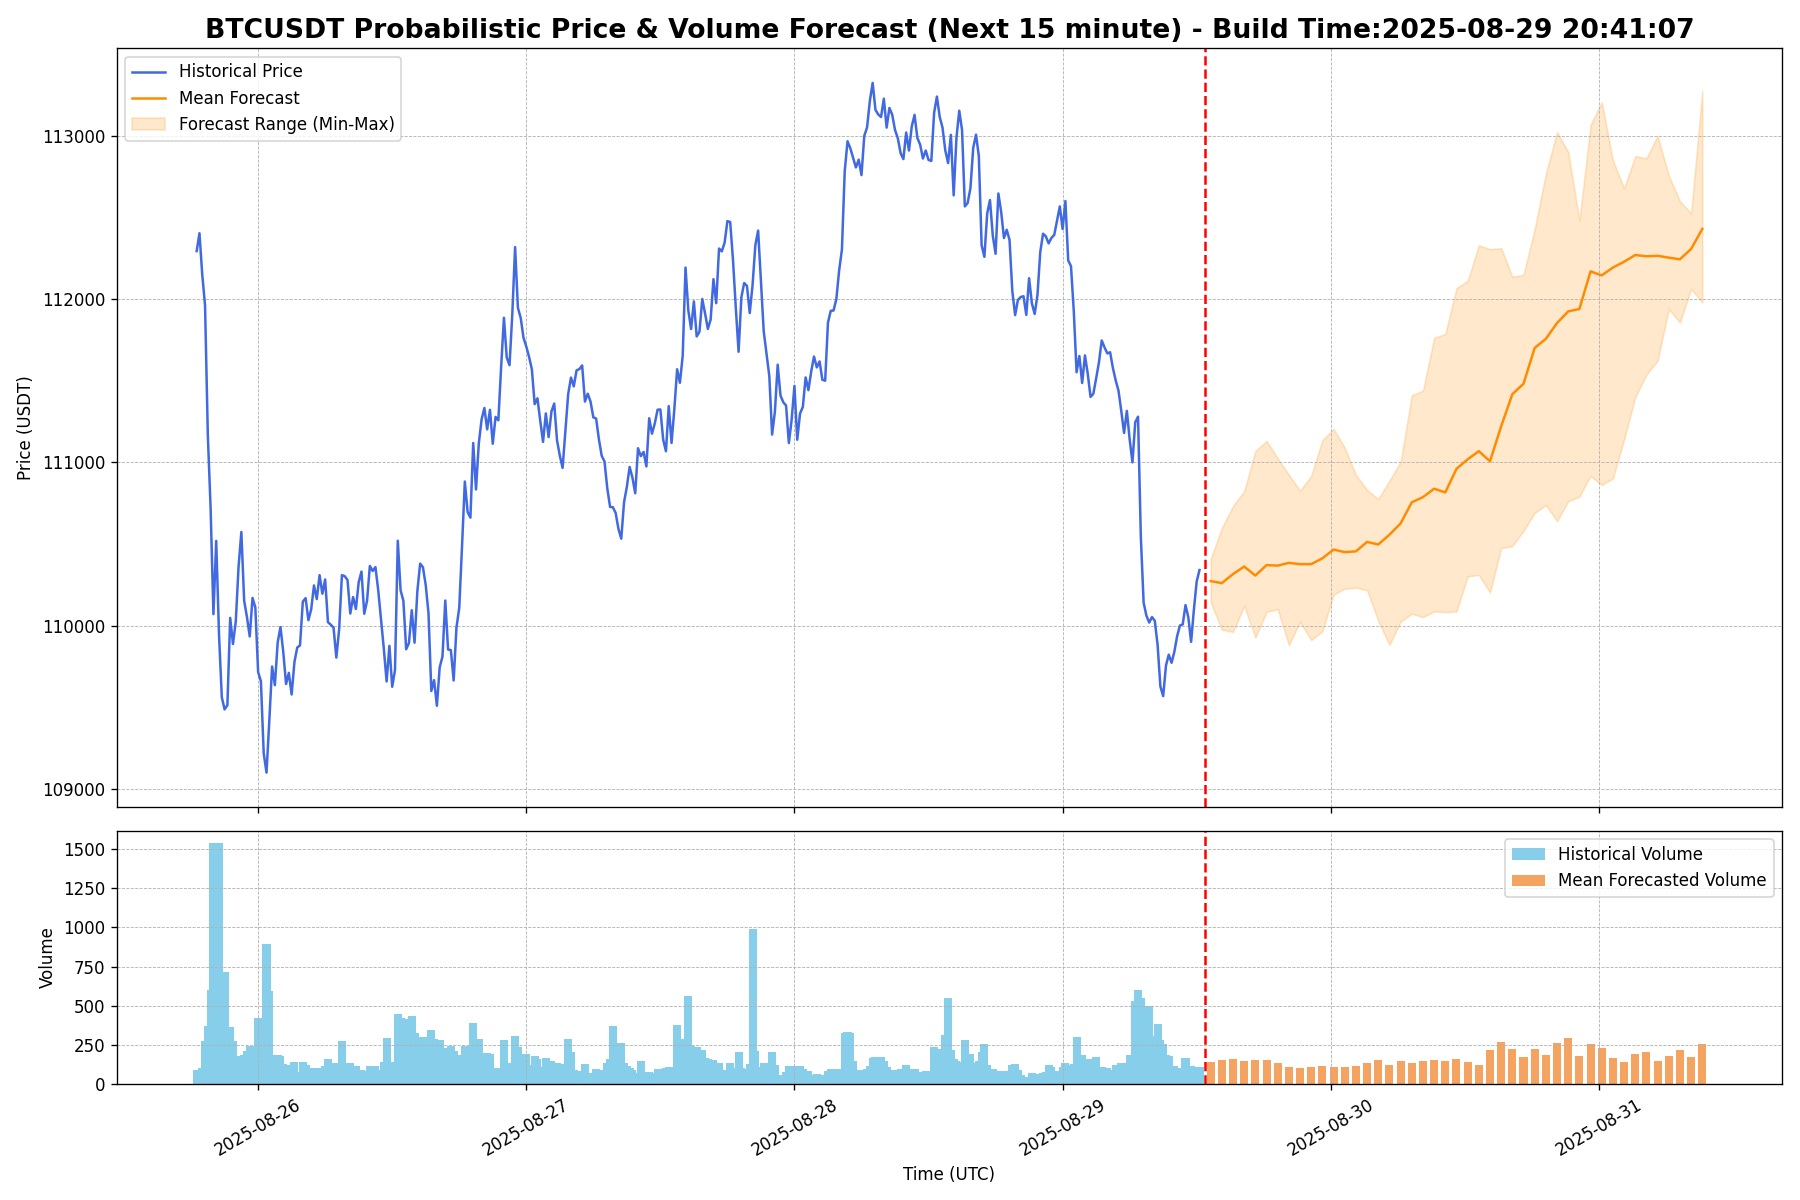 BTCUSDT Probabilistic Price & Volume Forecast (Next 15 minute) - Build Time:2025-08-29 20:41:07
Historical Price
Mean Forecast
Forecast Range (Min-Max)
113000
112000
111000
110000
109000
Price (USDT)
Historical Volume
Mean Forecasted Volume
1500
1250
1000
750
500
250
0
Volume
2025-08-26
2025-08-27
2025-08-28
2025-08-29
2025-08-30
2025-08-31
Time (UTC)